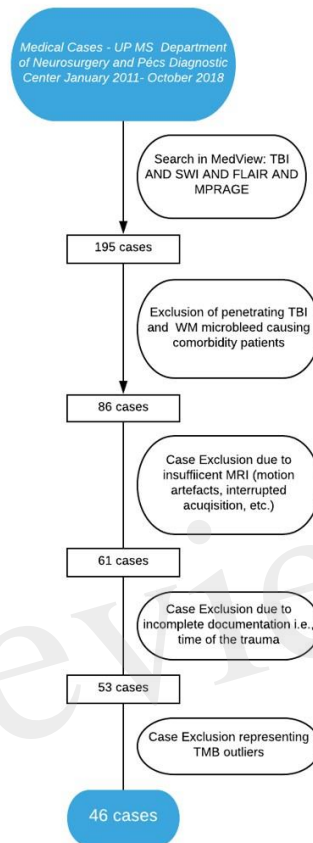 Medical Cases - UP MS Department
of Neurosurgery and Pécs Diagnostic
Center January 2011- October 2018
Search in MedView: TBI
AND SWI AND FLAIR AND
MPRAGE
195 cases
Exclusion of penetrating TBI
and WM microbleed causing
comorbidity patients
86 cases
Case Exclusion due to
insufiicent MRI (motion
artefacts, interrupted
acuqisition, etc.)
61 cases
Case Exclusion due to
incomplete documentation i.e.,
time of the trauma
53 cases
Case Exclusion representing
TMB outliers
46 cases